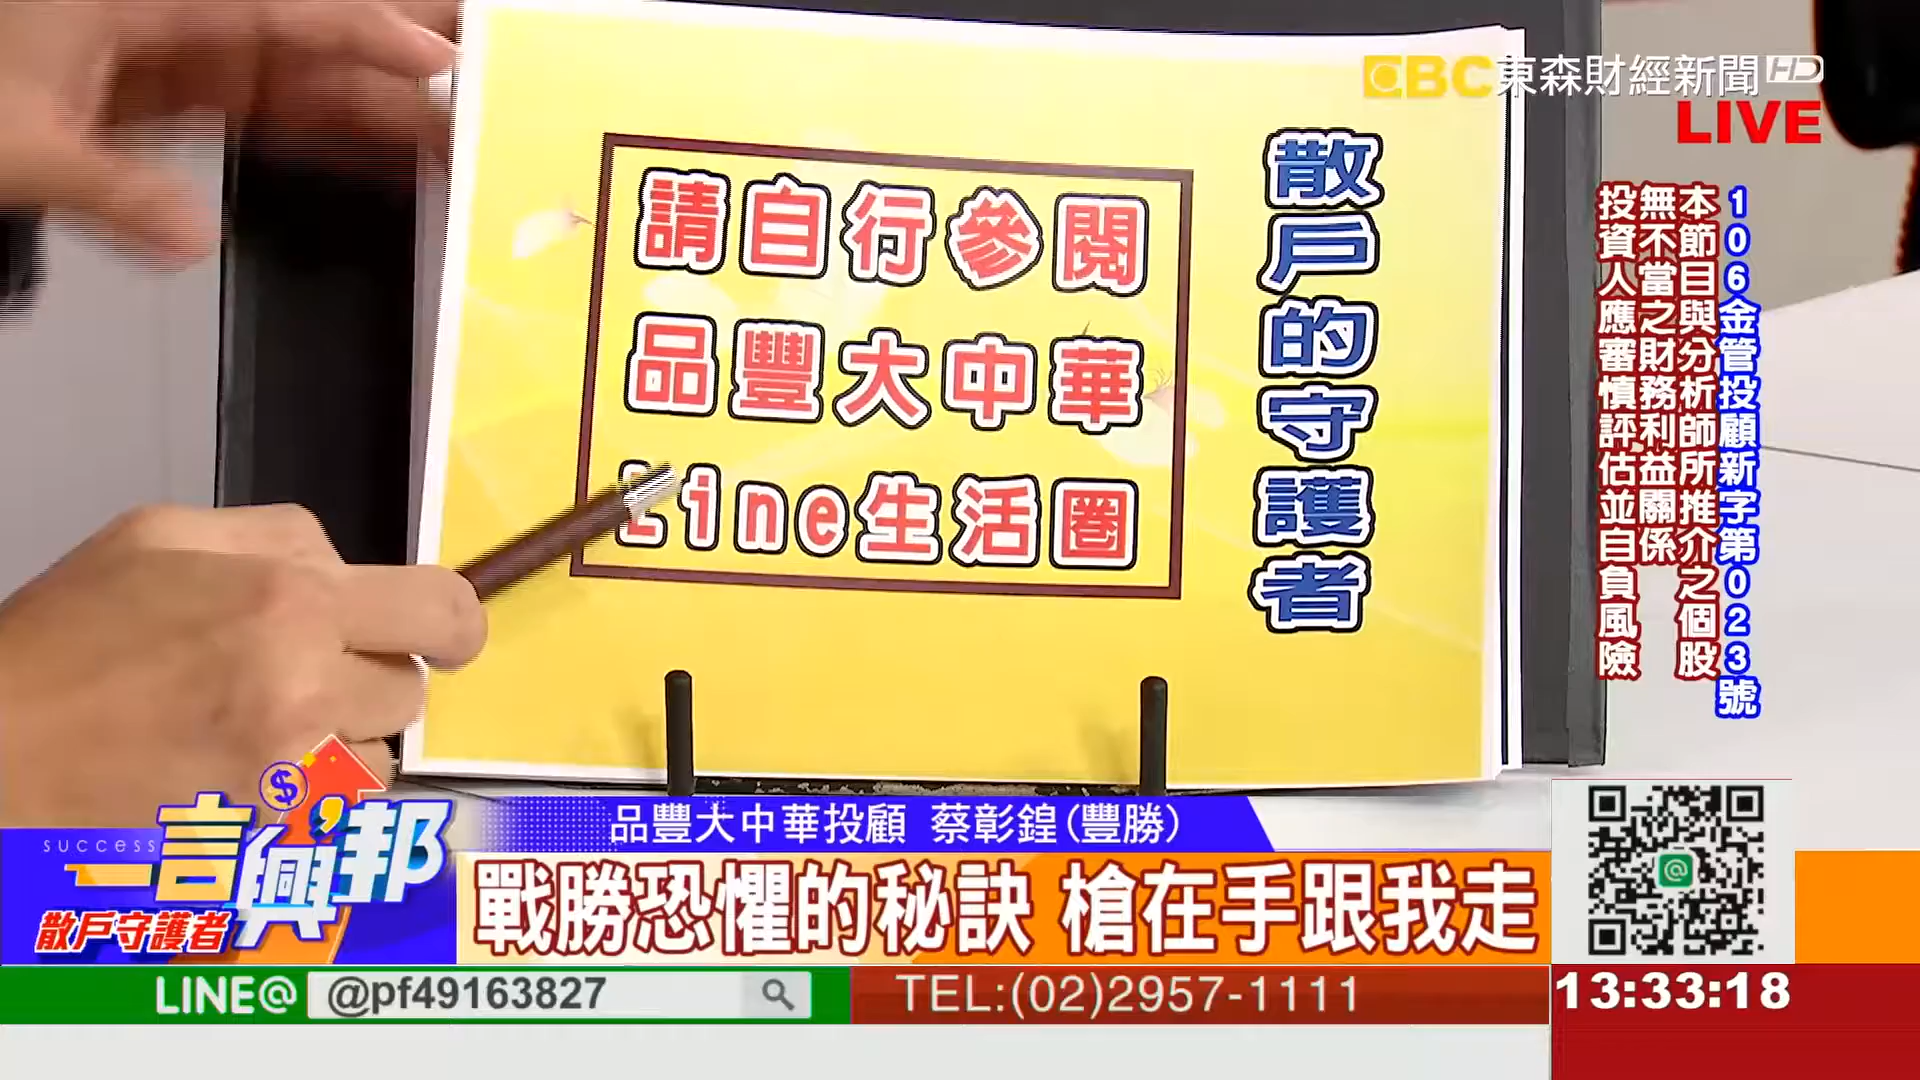 EBC東森財經新聞HD
LIVE
散戶的守護者
請自行參閱
品豐大中華
Line生活圈
106金管投顧新字第023號
本節目與分析師所推介之個股
無不當之財務利益關係
投資人應審慎評估並自負風險
$
success
一言興邦
散戶守護者
品豐大中華投顧 蔡彰鍠(豐勝)
戰勝恐懼的秘訣 槍在手跟我走
LINE@ @pf49163827
TEL:(02)2957-1111
13:33:18